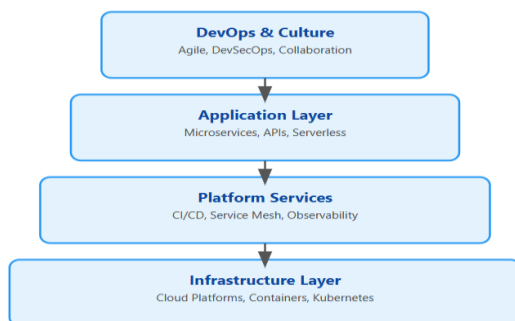 DevOps & Culture
Agile, DevSecOps, Collaboration
Application Layer
Microservices, APIs, Serverless
Platform Services
CI/CD, Service Mesh, Observability
Infrastructure Layer
Cloud Platforms, Containers, Kubernetes